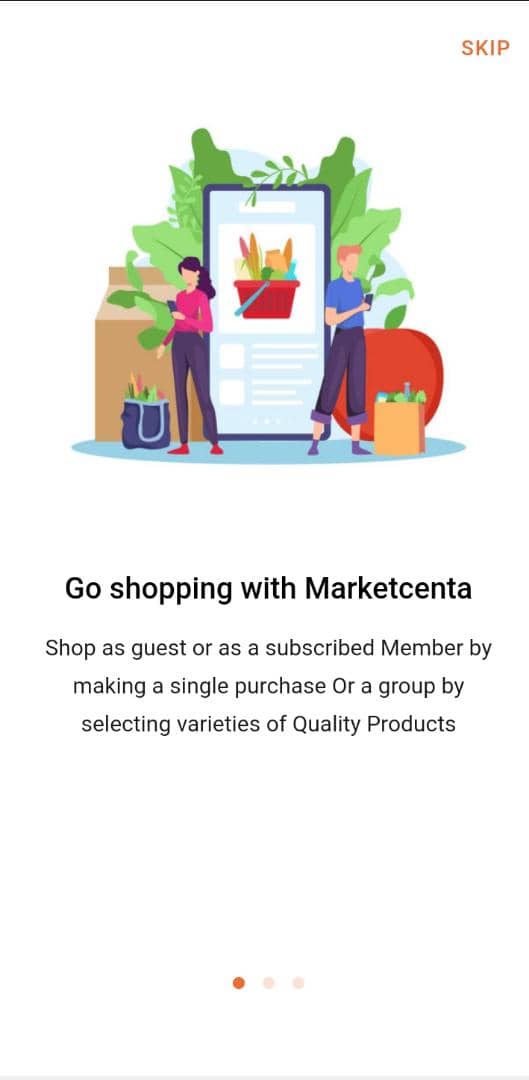 SKIP
Go shopping with Marketcenta
Shop as guest or as a subscribed Member by
making a single purchase Or a group by
selecting varieties of Quality Products